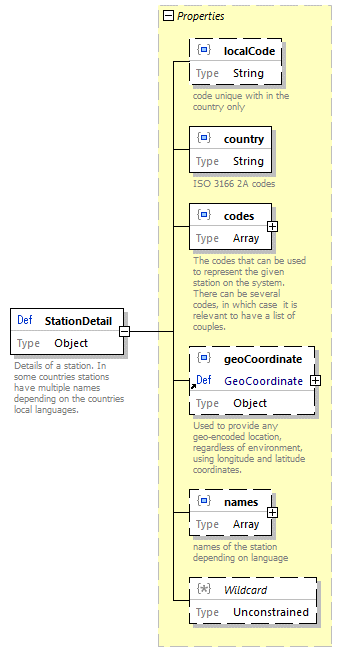 Properties
localCode
Type String
code unique with in the
country only
country
Type String
ISO 3166 2A codes
codes
Type Array
The codes that can be used
to represent the given
station on the system.
There can be several
codes, in which case it is
relevant to have a list of
couples.
Def StationDetail
Type Object
Details of a station. In
some countries stations
have multiple names
depending on the countries
local languages.
geoCoordinate
Def GeoCoordinate
Type Object
Used to provide any
geo-encoded location,
regardless of environment,
using longitude and latitude
coordinates.
names
Type Array
names of the station
depending on language
Wildcard
Type Unconstrained